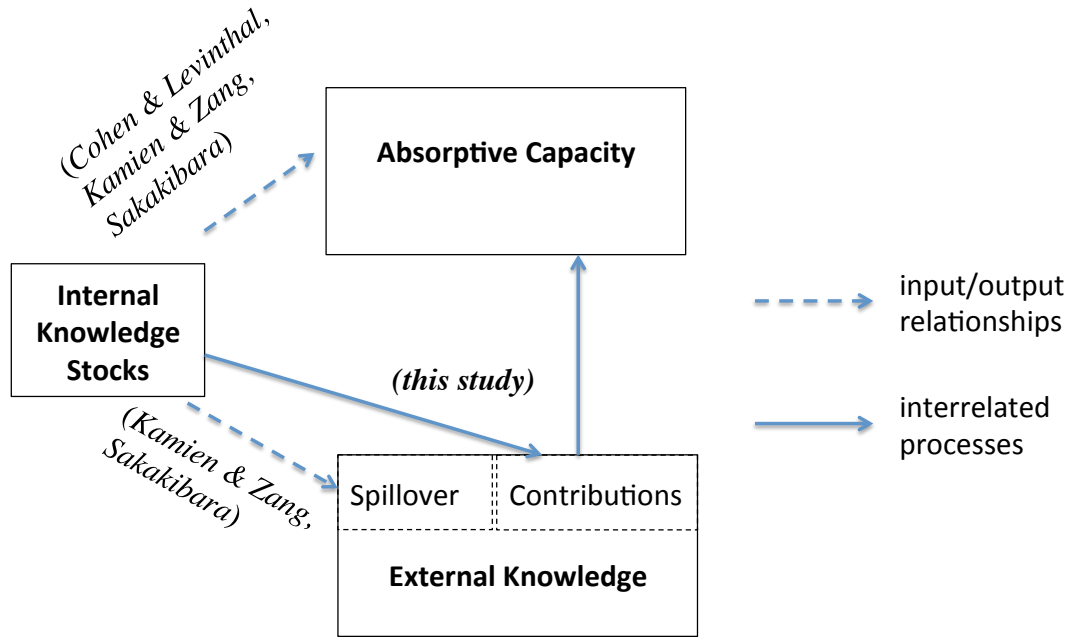 (Cohen & Levinthal,
Kamien & Zang,
Sakakibara)
Absorptive Capacity
Internal
Knowledge
Stocks
input/output
relationships
(this study)
interrelated
processes
(Kamien & Zang,
Sakakibara)
Spillover
Contributions
External Knowledge